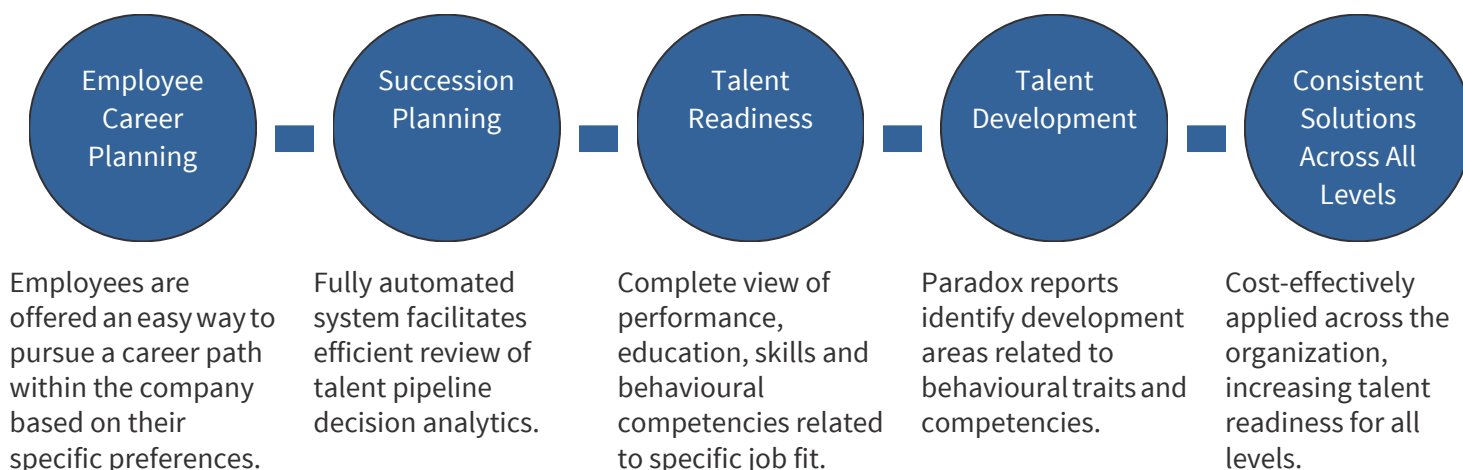 Employee
Career
Planning
Succession
Planning
Talent
Readiness
Talent
Development
Consistent
Solutions
Across All
Levels
Employees are
offered an easy way to
pursue a career path
within the company
based on their
specific preferences.
Fully automated
system facilitates
efficient review of
talent pipeline
decision analytics.
Complete view of
performance,
education, skills and
behavioural
competencies related
to specific job fit.
Paradox reports
identify development
areas related to
behavioural traits and
competencies.
Cost-effectively
applied across the
organization,
increasing talent
readiness for all
levels.